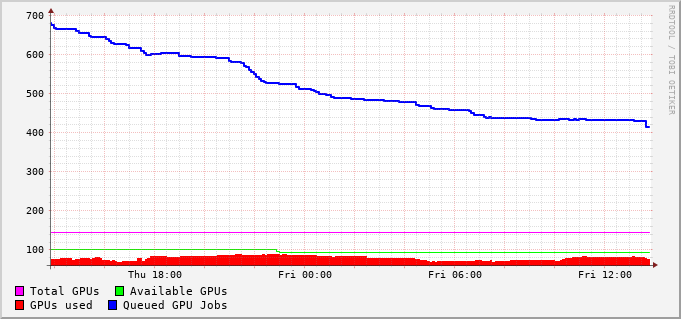 700
600
500
400
300
200
100
Thu 18:00 Fri 00:00 Fri 06:00 Fri 12:00
Total GPUs Available GPUs
GPUs used Queued GPU Jobs
RRDTOOL / TOBI OETIKER